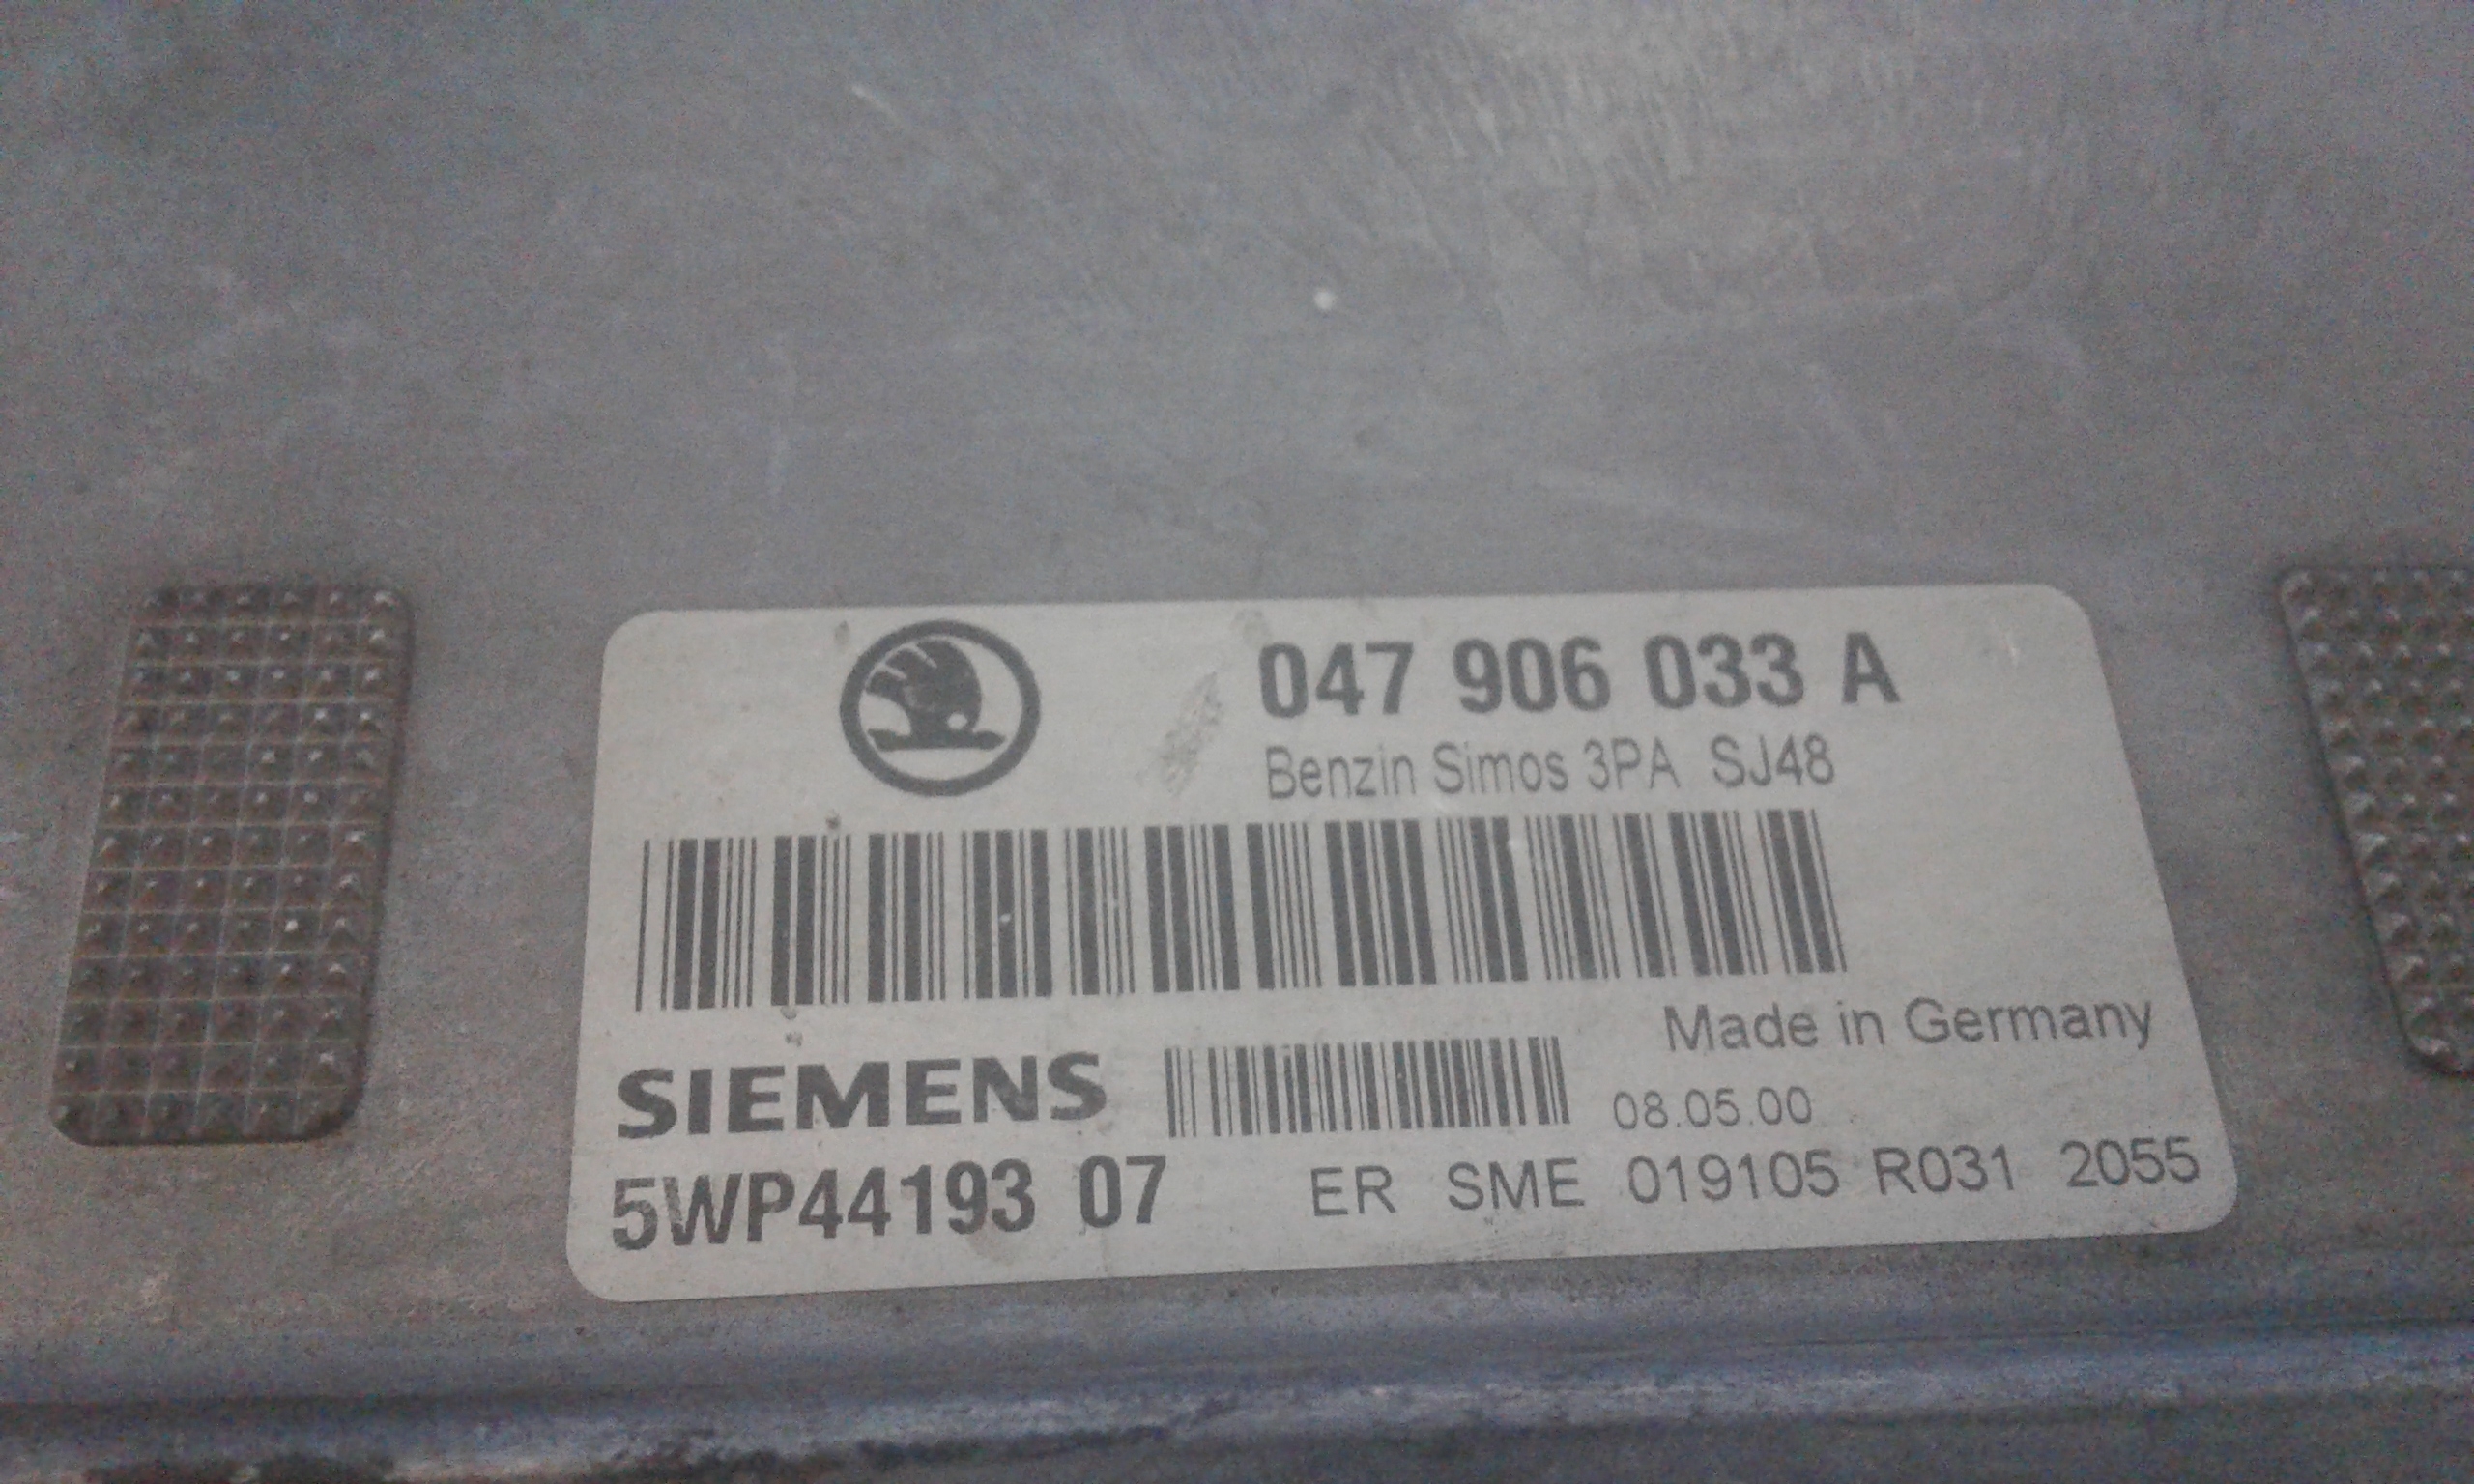 047 906 033 A
Benzin Simos 3PA SJ48
Made in Germany
SIEMENS
08.05.00
5WP44193 07 ER SME 019105 R031 2055